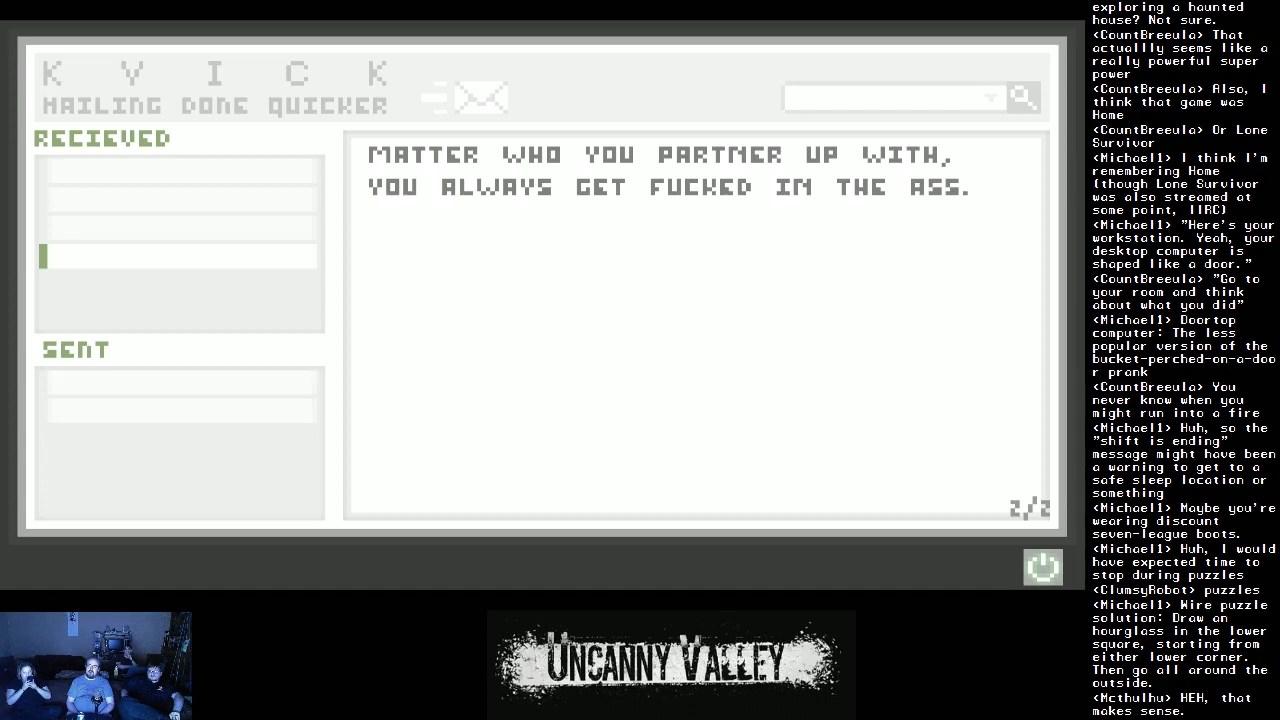 K V I C K
MAILING DONE QUICKER
RECIEVED
SENT
MATTER WHO YOU PARTNER UP WITH,
YOU ALWAYS GET FUCKED IN THE ASS.
2/2
UNCANNY VALLEY
exploring a haunted
house? Not sure.
<CountBreeula> That
actuallly seems like a
really powerful super
power
<CountBreeula> Also, I
think that game was
Home
<CountBreeula> Or Lone
Survivor
<Michael1> I think I'm
remembering Home
(though Lone Survivor
was also streamed at
some point, IIRC)
<Michael1> "Here's your
workstation. Yeah, your
desktop computer is
shaped like a door."
<CountBreeula> "Go to
your room and think
about what you did"
<Michael1> Doortop
computer: The less
popular version of the
bucket-perched-on-a-doo
r prank
<CountBreeula> You
never know when you
might run into a fire
<Michael1> Huh, so the
"shift is ending"
message might have been
a warning to get to a
safe sleep location or
something
<Michael1> Maybe you're
wearing discount
seven-league boots.
<Michael1> Huh, I would
have expected time to
stop during puzzles
<ClumsyRobot> puzzles
<Michael1> Wire puzzle
solution: Draw an
hourglass in the lower
square, starting from
either lower corner.
Then go all around the
outside.
<Mcthulhu> HEH, that
makes sense.